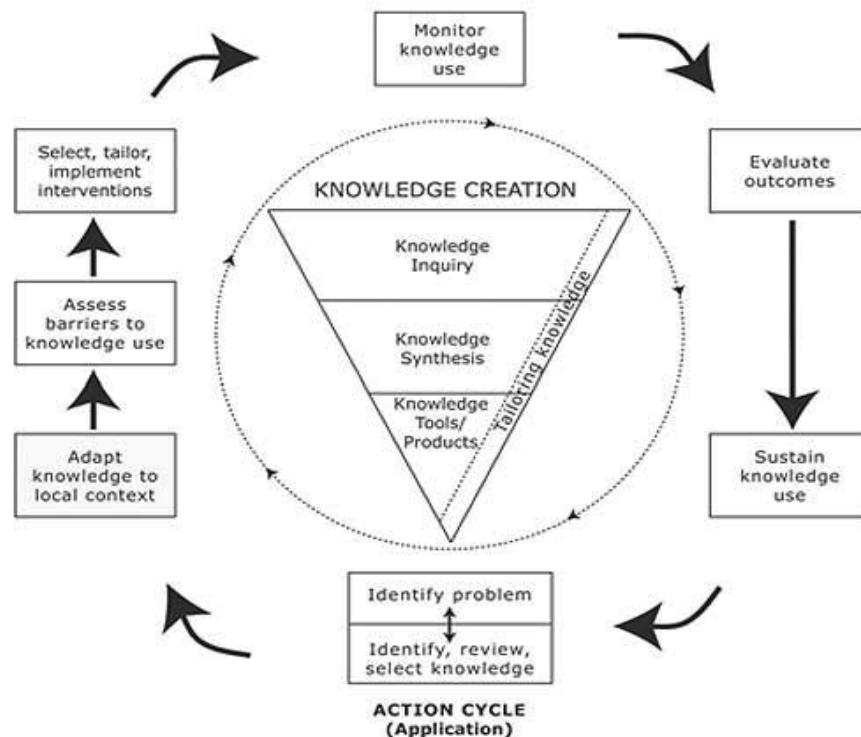 Monitor
knowledge
use
Select, tailor,
implement
interventions
Evaluate
outcomes
KNOWLEDGE CREATION
Knowledge
Inquiry
Assess
barriers to
knowledge use
Knowledge
Synthesis
Tailoring knowledge
Knowledge
Tools/
Products
Adapt
knowledge to
local context
Sustain
knowledge
use
Identify problem
Identify, review,
select knowledge
ACTION CYCLE
(Application)